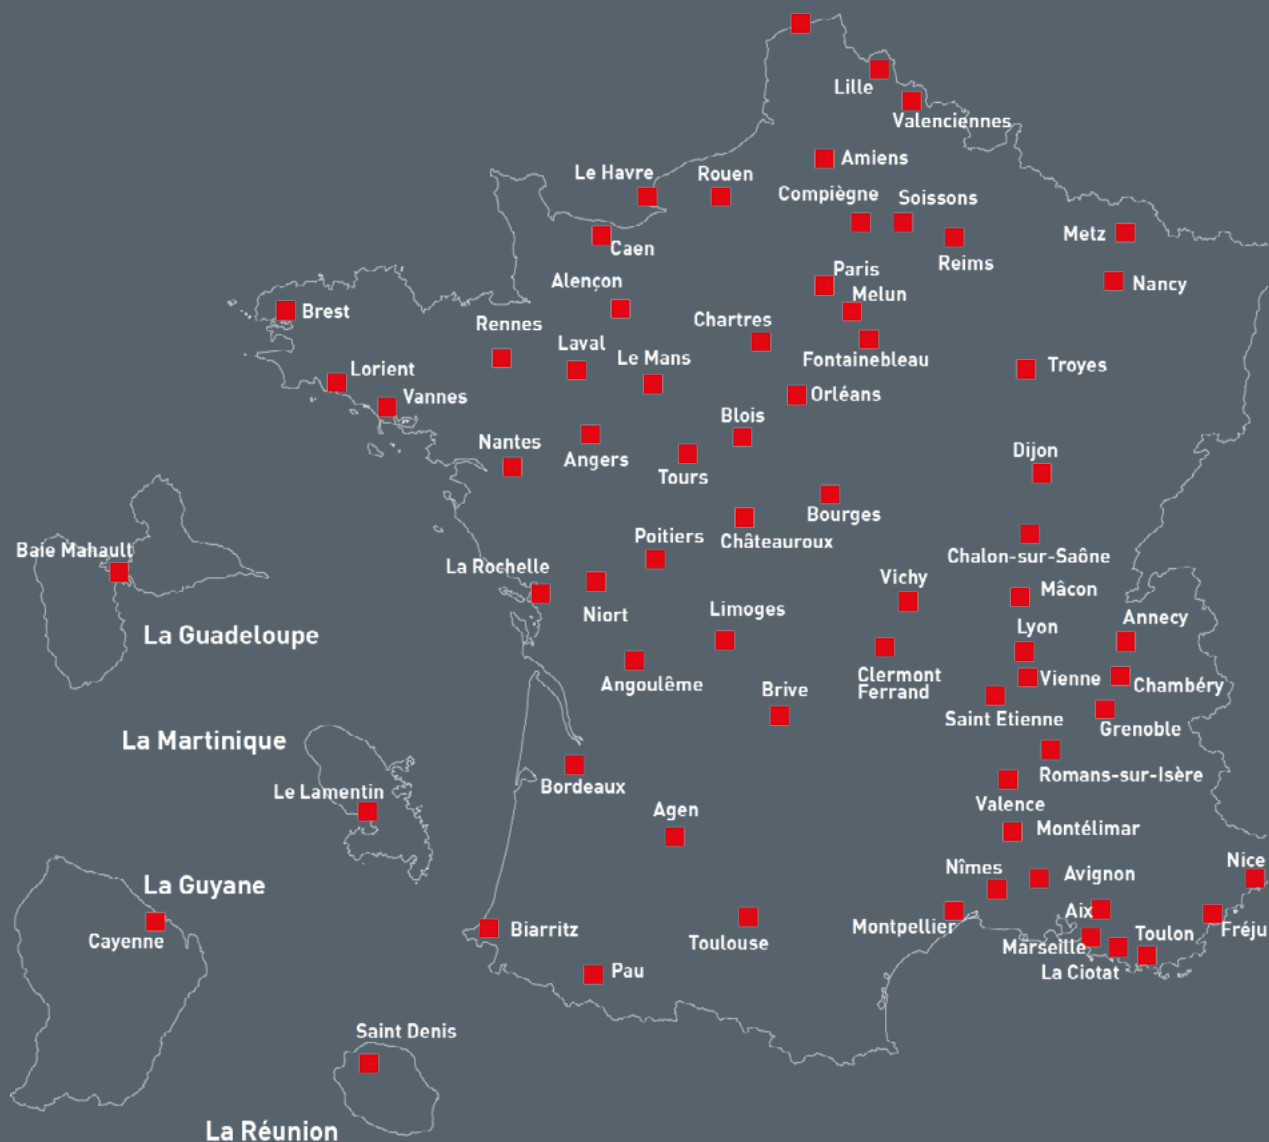 Lille
Valenciennes
Amiens
Le Havre
Rouen
Compiègne
Soissons
Metz
Caen
Reims
Paris
Alençon
Nancy
Melun
Brest
Chartres
Rennes
Laval
Le Mans
Fontainebleau
Troyes
Lorient
Vannes
Orléans
Blois
Nantes
Angers
Dijon
Tours
Bourges
Poitiers
Châteauroux
Baie Mahault
Chalon-sur-Saône
La Rochelle
Vichy
Mâcon
Niort
Limoges
Annecy
Lyon
La Guadeloupe
Clermont
Ferrand
Vienne
Chambéry
Angoulême
Brive
Saint Etienne
Grenoble
La Martinique
Romans-sur-Isère
Bordeaux
Le Lamentin
Valence
Agen
Montélimar
Nice
Nîmes
Avignon
La Guyane
Aix
Montpellier
Biarritz
Fréju
Toulon
Cayenne
Toulouse
Marseille
La Ciotat
Pau
Saint Denis
La Réunion